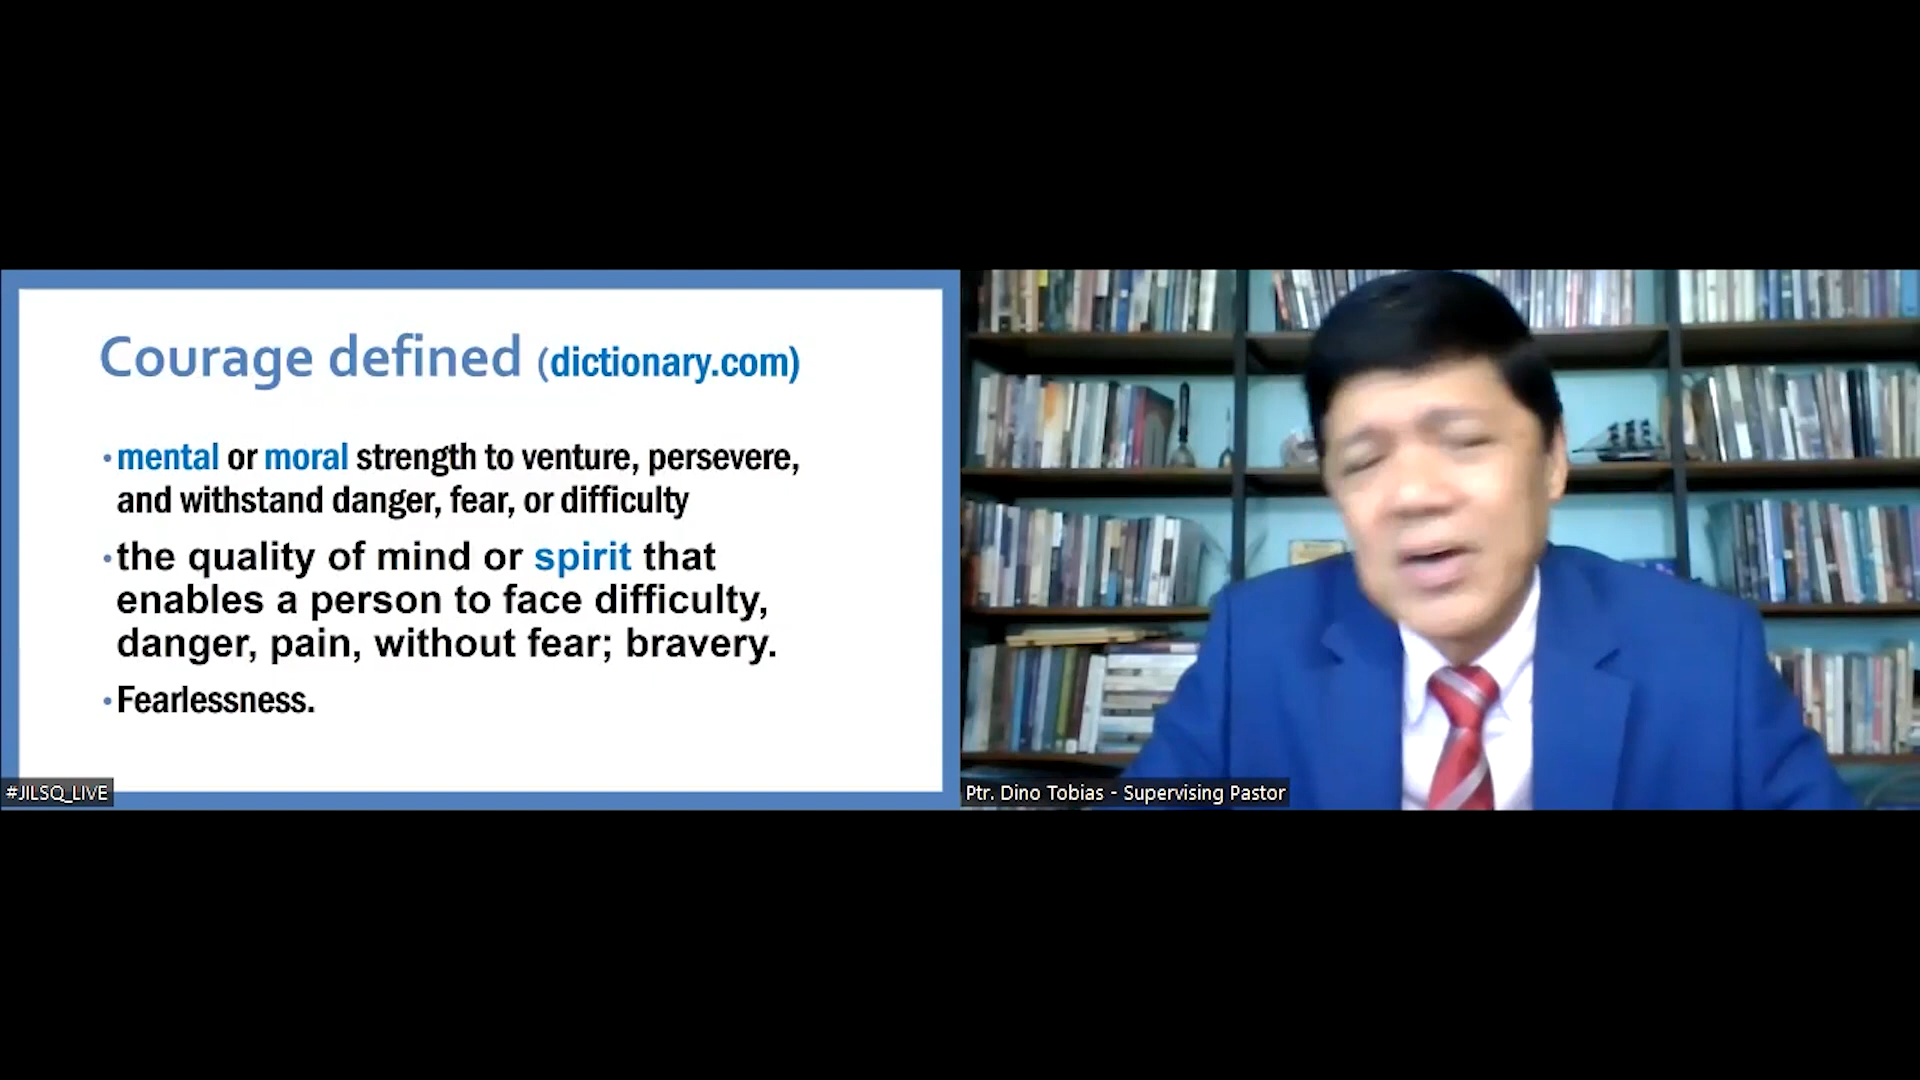 Courage defined (dictionary.com)
•mental or moral strength to venture, persevere,
and withstand danger, fear, or difficulty
•the quality of mind or spirit that
enables a person to face difficulty,
danger, pain, without fear; bravery.
•Fearlessness.
#JILSQ_LIVE
Ptr. Dino Tobias - Supervising Pastor